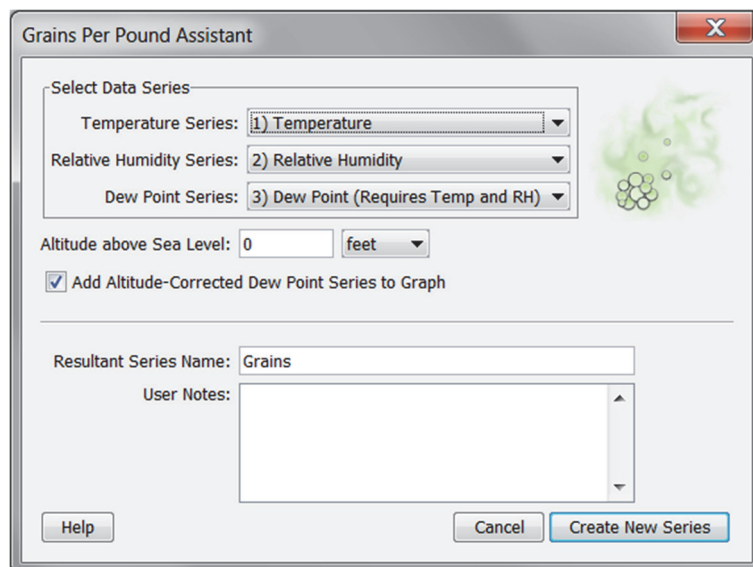 Grains Per Pound Assistant
X
Select Data Series
Temperature Series: 1) Temperature
Relative Humidity Series: 2) Relative Humidity
Dew Point Series: 3) Dew Point (Requires Temp and RH)
Altitude above Sea Level: 0 feet
Add Altitude-Corrected Dew Point Series to Graph
Resultant Series Name: Grains
User Notes:
Help Cancel Create New Series